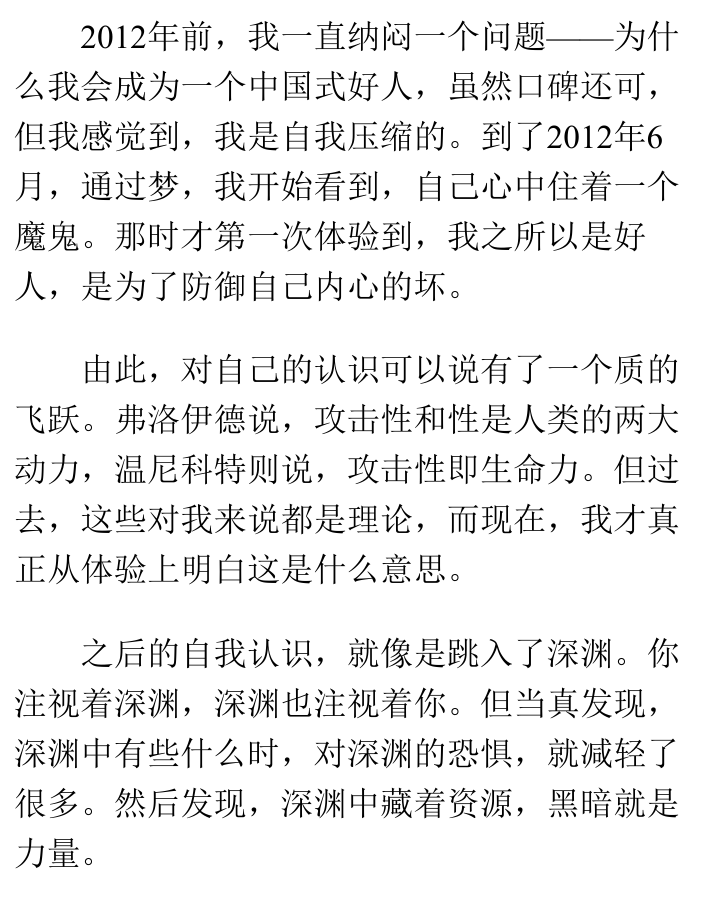 2012年前，我一直纳闷一个问题——为什
么我会成为一个中国式好人，虽然口碑还可，
但我感觉到，我是自我压缩的。到了2012年6
月，通过梦，我开始看到，自己心中住着一个
魔鬼。那时才第一次体验到，我之所以是好
人，是为了防御自己内心的坏。
由此，对自己的认识可以说有了一个质的
飞跃。弗洛伊德说，攻击性和性是人类的两大
动力，温尼科特则说，攻击性即生命力。但过
去，这些对我来说都是理论，而现在，我才真
正从体验上明白这是什么意思。
之后的自我认识，就像是跳入了深渊。你
注视着深渊，深渊也注视着你。但当真发现，
深渊中有些什么时，对深渊的恐惧，就减轻了
很多。然后发现，深渊中藏着资源，黑暗就是
力量。